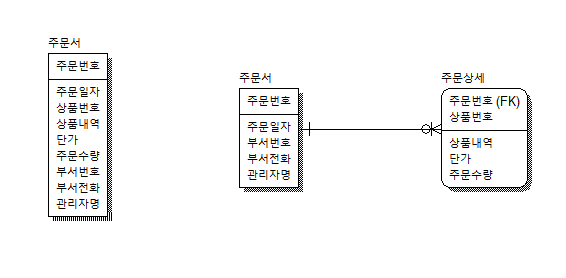 주문서
주문번호
주문일자
상품번호
상품내역
단가
주문수량
부서번호
부서전화
관리자명
주문서
주문번호
주문일자
부서번호
부서전화
관리자명
주문상세
주문번호 (FK)
상품번호
상품내역
단가
주문수량